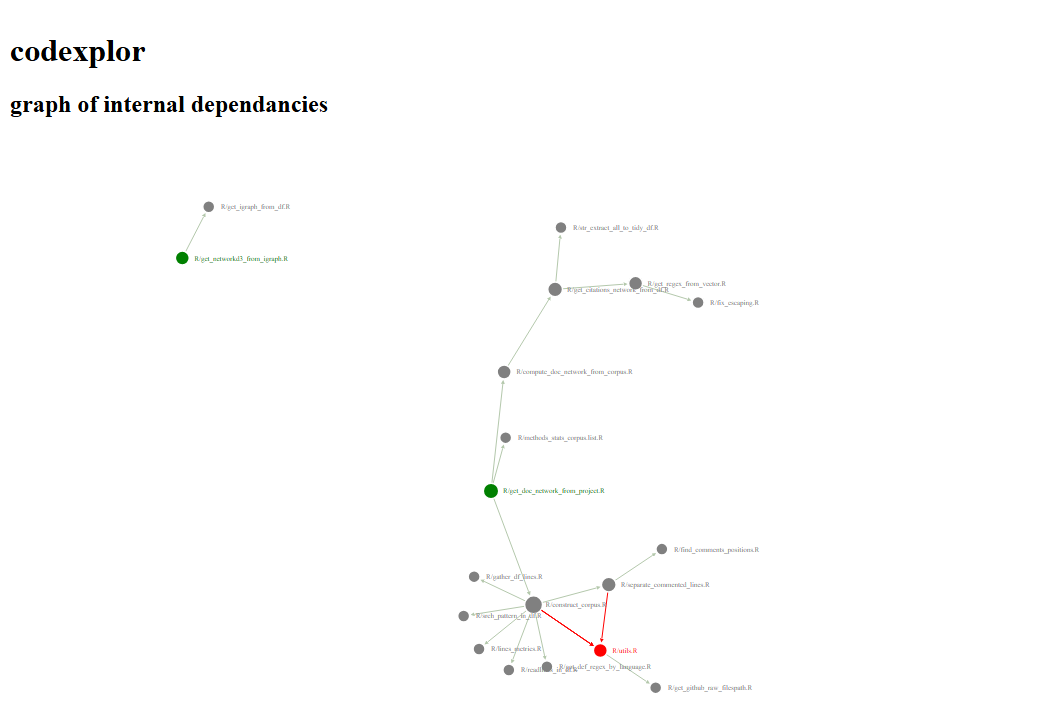 codexplor
graph of internal dependancies
R/get_igraph_from_df.R
R/str_extract_all_to_tidy_df.R
R/get_networkd3_from_igraph.R
R/get_regex_from_vector.R
R/get_citations_network_from_df.R
R/fix_escaping.R
R/compute_doc_network_from_corpus.R
R/methods_stats_corpus.list.R
R/get_doc_network_from_project.R
R/find_comments_positions.R
R/gather_df_lines.R
R/separate_commented_lines.R
R/construct_corpus.R
R/srch_pattern_in_df.R
R/lines_metrics.R
R/utils.R
R/get_def_regex_by_language.R
R/get_github_raw_filespath.R